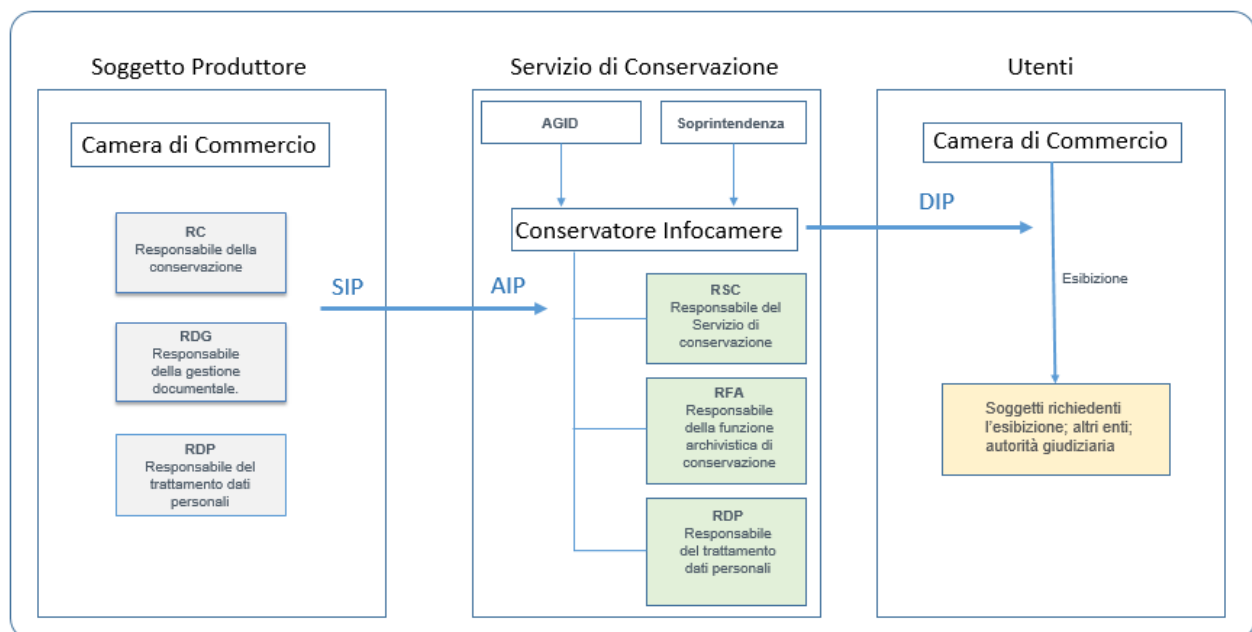 Soggetto Produttore
Camera di Commercio
RC
Responsabile della
conservazione
RDG
Responsabile
della gestione
documentale.
RDP
Responsabile del
trattamento dati
personali
SIP
Servizio di Conservazione
AGID
Soprintendenza
Conservatore Infocamere
AIP
RSC
Responsabile del
Servizio di
conservazione
RFA
Responsabile
della funzione
archivistica di
conservazione
RDP
Responsabile
del trattamento
dati personali
DIP
Utenti
Camera di Commercio
Esibizione
Soggetti richiedenti
l'esibizione; altri enti;
autorità giudiziaria